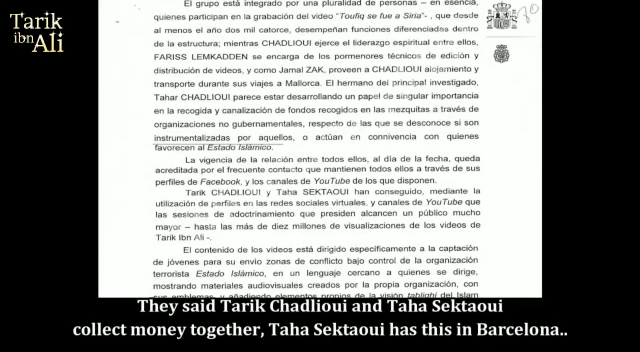 Tarik
ibn
Ali
El grupo está integrado por una pluralidad de personas – en esencia,
quienes participan en la grabación del video "Toufiq se fue a Siria"- , que desde
al menos el año dos mil catorce, desempeñan funciones diferenciadas dentro
de la estructura; mientras CHADLIOUI ejerce el liderazgo espiritual entre ellos,
FARISS LEMKADDEN se encarga de los pormenores técnicos de edición y
distribución de videos, y como Jamal ZAK, proveen a CHADLIOUI alojamiento y
transporte durante sus viajes a Mallorca. El hermano del principal investigado,
Tahar CHADLIOUI parece estar desarrollando un papel de singular importancia
en la recogida y canalización de fondos recogidos en las mezquitas a través de
organizaciones no gubernamentales, respecto de las que se desconoce si son
instrumentalizadas por aquellos, o actúan en connivencia con quienes
favorecen al Estado Islámico.
La vigencia de la relación entre todos ellos, al día de la fecha, queda
acreditada por el frecuente contacto que mantienen todos ellos a través de sus
perfiles de Facebook, y los canales de YouTube de los que disponen.
Tarik CHADLIOUI y Taha SEKTAOUI han conseguido, mediante la
utilización de perfiles en las redes sociales virtuales, y canales de YouTube que
las sesiones de adoctrinamiento que presiden alcancen un público mucho
mayor – hasta las más de diez millones de visualizaciones de los videos de
Tarik Ibn Ali -.
El contenido de los videos está dirigido específicamente a la captación
de jóvenes para su envio zonas de conflicto bajo control de la organización
terrorista Estado Islámico, en un lenguaje cercano a quienes se dirige,
mostrando materiales audiovisuales creados por la propia organización, con
sus emblemas, y añadiendo elementos propios de la visión tablighi del Islam
They said Tarik Chadlioui and Taha Sektaoui
collect money together, Taha Sektaoui has this in Barcelona..